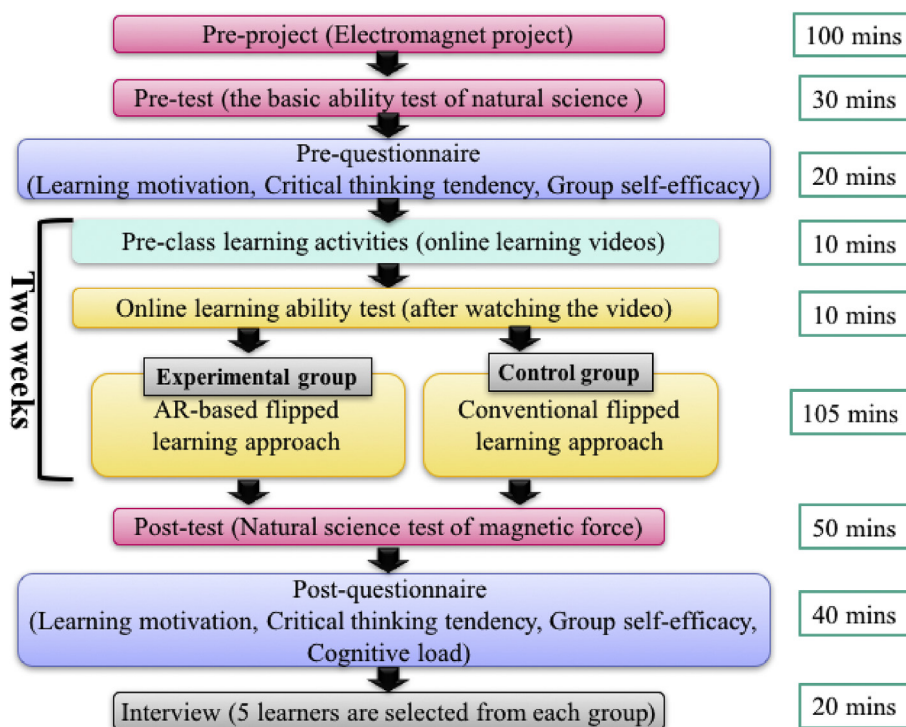 Pre-project (Electromagnet project)
100 mins
Pre-test (the basic ability test of natural science )
30 mins
Pre-questionnaire
(Learning motivation, Critical thinking tendency, Group self-efficacy)
20 mins
Two weeks
Pre-class learning activities (online learning videos)
10 mins
Online learning ability test (after watching the video)
10 mins
Experimental group
AR-based flipped
learning approach
Control group
Conventional flipped
learning approach
105 mins
Post-test (Natural science test of magnetic force)
50 mins
Post-questionnaire
(Learning motivation, Critical thinking tendency, Group self-efficacy,
Cognitive load)
40 mins
Interview (5 learners are selected from each group)
20 mins